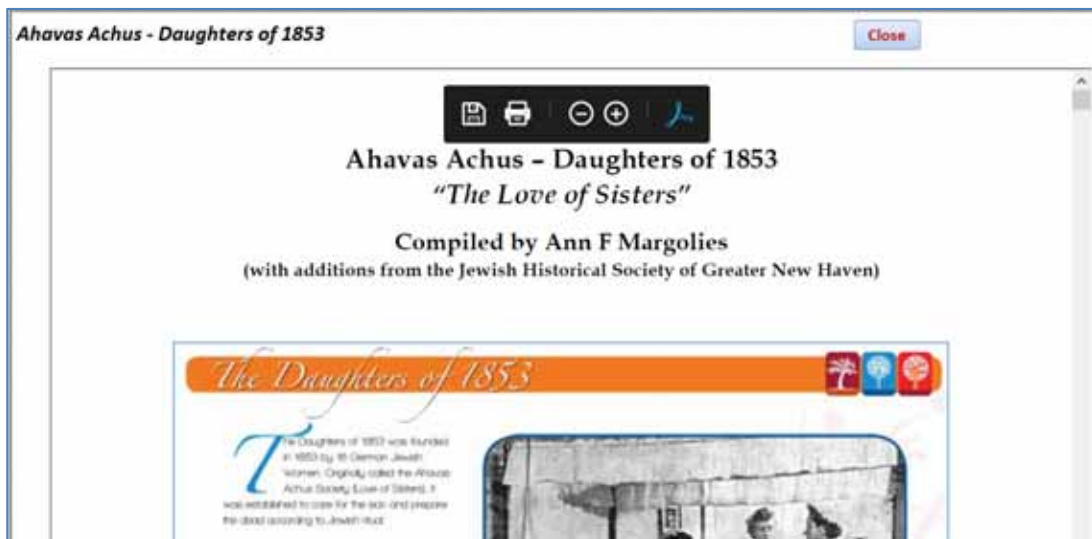 Ahavas Achus - Daughters of 1853
Close
Ahavas Achus – Daughters of 1853
“The Love of Sisters”
Compiled by Ann F Margolies
(with additions from the Jewish Historical Society of Greater New Haven)
The Daughters of 1853
The Daughters of 1853 was founded
in 1853 by 16 German Jewish
Women. Originally called the Ahavas
Achus Society (Love of Sisters), it
was established to care for the sick and prepare
the dead according to Jewish ritual.